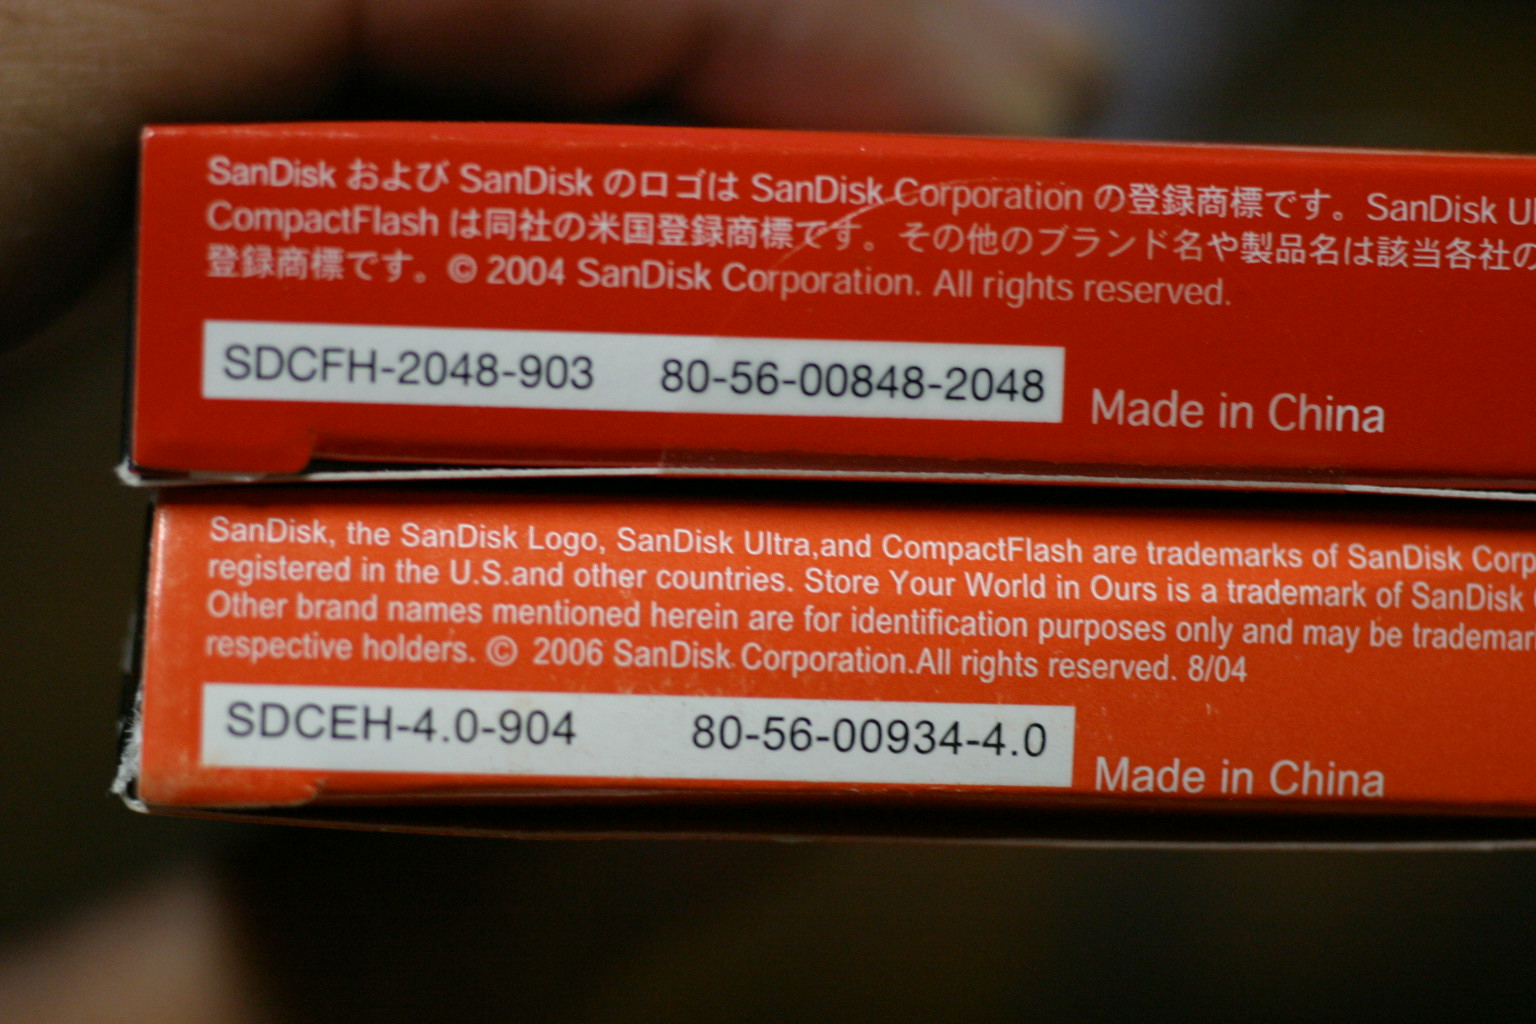 SanDisk および SanDisk のロゴは SanDisk Corporation の登録商標です。SanDisk
CompactFlash は同社の米国登録商標です。その他のブランド名や製品名は該当各社の
登録商標です。© 2004 SanDisk Corporation. All rights reserved.
SDCFH-2048-903 80-56-00848-2048
Made in China
SanDisk, the SanDisk Logo, SanDisk Ultra,and CompactFlash are trademarks of SanDisk Corp
registered in the U.S.and other countries. Store Your World in Ours is a trademark of SanDisk
Other brand names mentioned herein are for identification purposes only and may be trademar
respective holders. © 2006 SanDisk Corporation.All rights reserved. 8/04
SDCEH-4.0-904 80-56-00934-4.0
Made in China